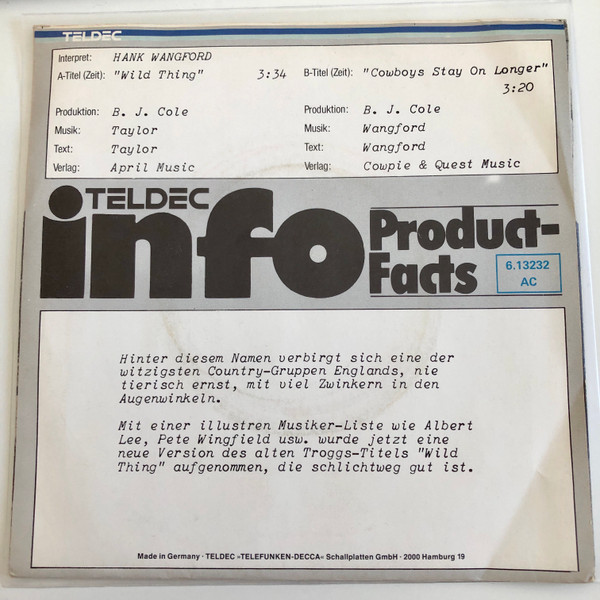 TELDEC
Interpret: HANK WANGFORD
A-Titel (Zeit): "Wild Thing" 3:34
B-Titel (Zeit): "Cowboys Stay On Longer"
3:20
Produktion: B. J. Cole
Produktion: B. J. Cole
Musik: Taylor
Musik: Wangford
Text: Taylor
Text: Wangford
Verlag: April Music
Verlag: Cowpie & Quest Music
TELDEC
info
Product-
Facts
6.13232
AC
Hinter diesem Namen verbirgt sich eine der
witzigsten Country-Gruppen Englands, nie
tierisch ernst, mit viel Zwinkern in den
Augenwinkeln.
Mit einer illustren Musiker-Liste wie Albert
Lee, Pete Wingfield usw. wurde jetzt eine
neue Version des alten Troggs-Titels "Wild
Thing" aufgenommen, die schlichtweg gut ist.
Made in Germany · TELDEC »TELEFUNKEN-DECCA« Schallplatten GmbH · 2000 Hamburg 19